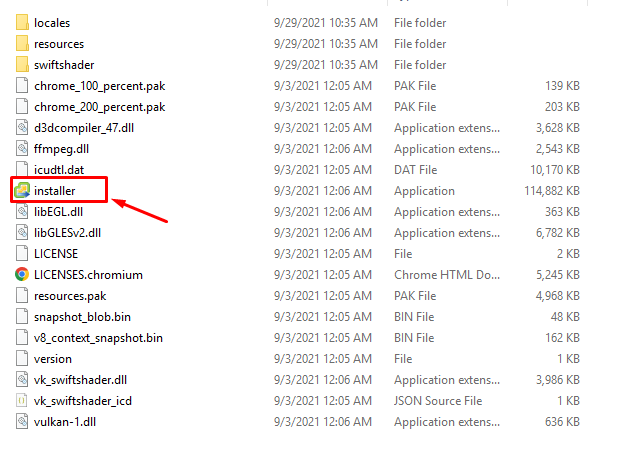 locales 9/29/2021 10:35 AM File folder
resources 9/29/2021 10:35 AM File folder
swiftshader 9/29/2021 10:35 AM File folder
chrome_100_percent.pak 9/3/2021 12:05 AM PAK File 139 KB
chrome_200_percent.pak 9/3/2021 12:05 AM PAK File 203 KB
d3dcompiler_47.dll 9/3/2021 12:06 AM Application extens... 3,628 KB
ffmpeg.dll 9/3/2021 12:06 AM Application extens... 2,543 KB
icudtl.dat 9/3/2021 12:05 AM DAT File 10,170 KB
installer 9/3/2021 12:06 AM Application 114,882 KB
libEGL.dll 9/3/2021 12:06 AM Application extens... 363 KB
libGLESv2.dll 9/3/2021 12:06 AM Application extens... 6,782 KB
LICENSE 9/3/2021 12:05 AM File 2 KB
LICENSES.chromium 9/3/2021 12:05 AM Chrome HTML Do... 5,245 KB
resources.pak 9/3/2021 12:05 AM PAK File 4,968 KB
snapshot_blob.bin 9/3/2021 12:05 AM BIN File 48 KB
v8_context_snapshot.bin 9/3/2021 12:05 AM BIN File 162 KB
version 9/3/2021 12:05 AM File 1 KB
vk_swiftshader.dll 9/3/2021 12:06 AM Application extens... 3,986 KB
vk_swiftshader_icd 9/3/2021 12:05 AM JSON Source File 1 KB
vulkan-1.dll 9/3/2021 12:06 AM Application extens... 636 KB